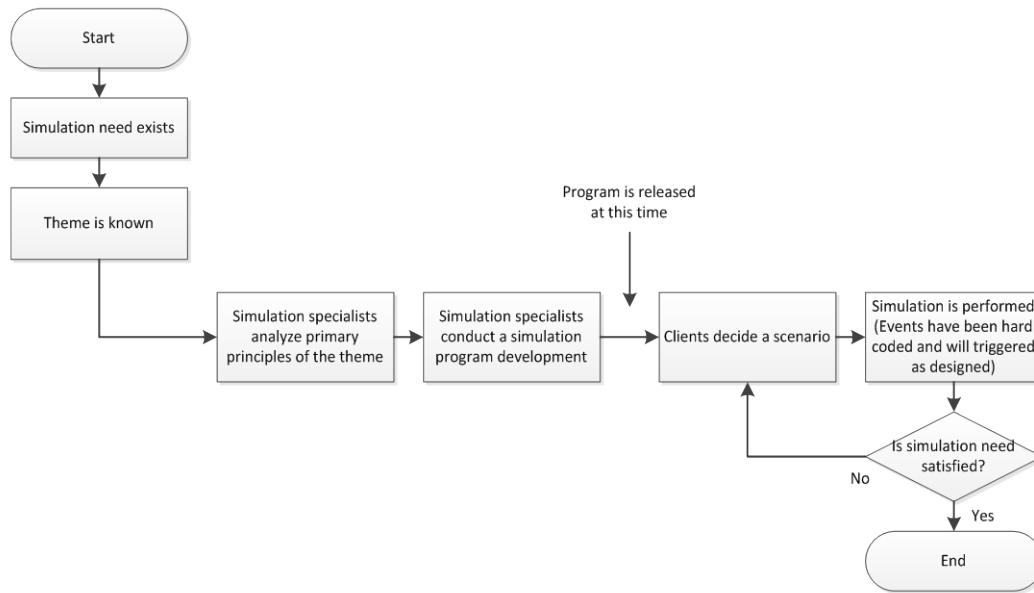 Start
Simulation need exists
Theme is known
Program is released
at this time
Simulation specialists
analyze primary
principles of the theme
Simulation specialists
conduct a simulation
program development
Clients decide a scenario
Simulation is performed
(Events have been hard
coded and will triggered
as designed)
Is simulation need
satisfied?
No
Yes
End